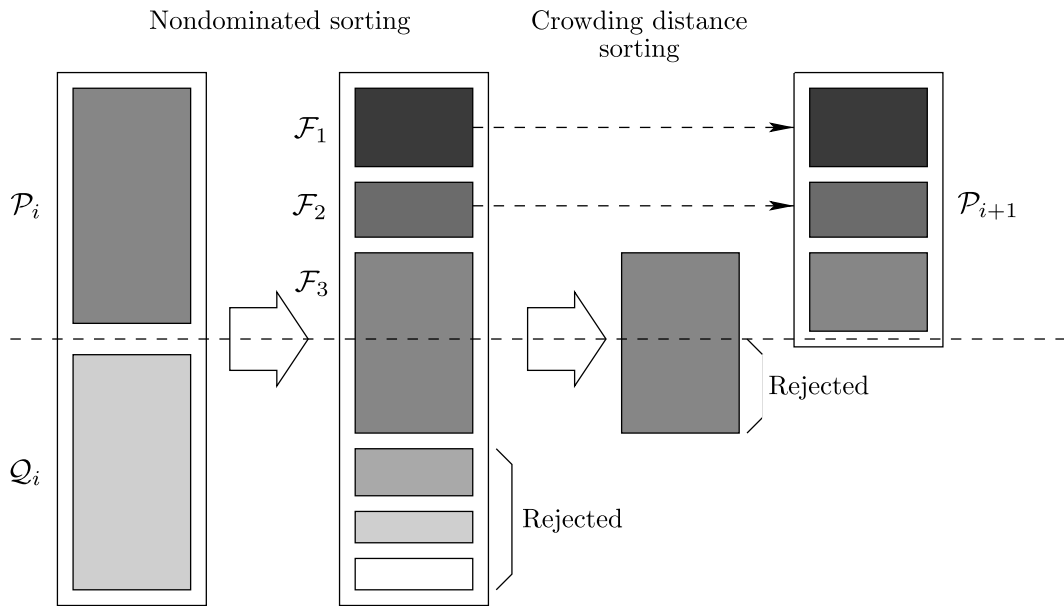 Nondominated sorting
Crowding distance
sorting
𝓕₁
𝓟ᵢ
𝓕₂
𝓟ᵢ₊₁
𝓕₃
Rejected
𝓠ᵢ
Rejected